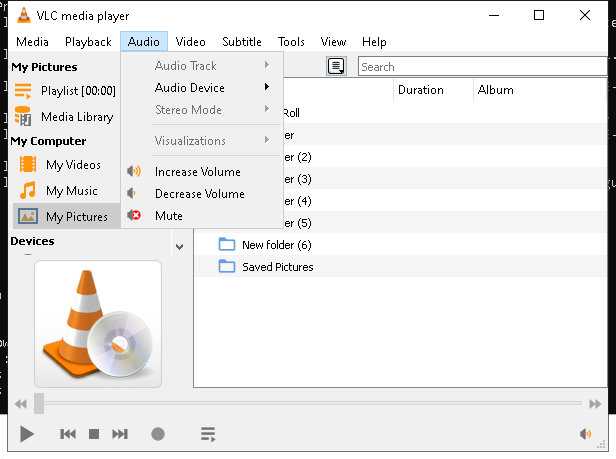 VLC media player
Media Playback Audio Video Subtitle Tools View Help
My Pictures
Playlist [00:00]
Media Library
My Computer
My Videos
My Music
My Pictures
Devices
Audio Track
Audio Device
Stereo Mode
Visualizations
Increase Volume
Decrease Volume
Mute
Search
Duration Album
Roll
er
er (2)
er (3)
er (4)
er (5)
New folder (6)
Saved Pictures